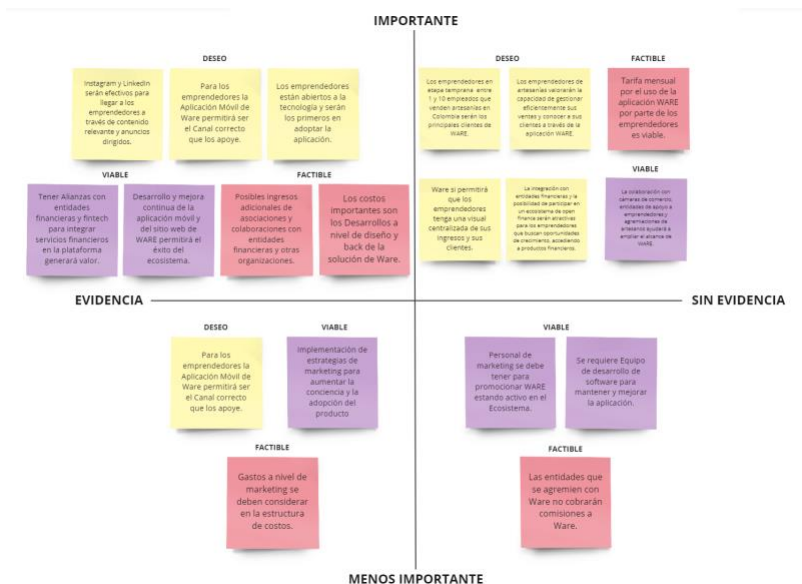 IMPORTANTE
DESEO
Instagram y LinkedIn
serán efectivos para
llegar a los
emprendedores a
través de contenido
relevante y anuncios
dirigidos.
Para los
emprendedores la
Aplicación Móvil de
Ware permitirá ser
el Canal correcto
que los apoye.
Los emprendedores
están abiertos a la
tecnología y serán
los primeros en
adoptar la
aplicación.
VIABLE
Tener Alianzas con
entidades
financieras y fintech
para integrar
servicios financieros
en la plataforma
generará valor.
Desarrollo y mejora
continua de la
aplicación móvil y
del sitio web de
WARE permitirá el
éxito del
ecosistema.
FACTIBLE
Posibles ingresos
adicionales de
asociaciones y
colaboraciones con
entidades
financieras y otras
organizaciones.
Los costos
importantes son
los Desarrollos a
nivel de diseño y
back de la
solución de Ware.
DESEO
Los emprendedores en
etapa temprana entre
1 y 10 empleados que
venden artesanías en
Colombia serán los
principales clientes de
WARE.
Los emprendedores de
artesanías valorarán la
capacidad de gestionar
eficientemente sus
ventas y conocer a sus
clientes a través de la
aplicación WARE.
FACTIBLE
Tarifa mensual
por el uso de la
aplicación WARE
por parte de los
emprendedores
es viable.
Ware si permitirá
que los
emprendedores
tenga una visual
centralizada de sus
ingresos y sus
clientes.
La integración con
entidades financieras y la
posibilidad de participar en
un ecosistema de open
finance serán atractivas
para los emprendedores
que buscan oportunidades
de crecimiento, accediendo
a productos financieros.
VIABLE
La colaboración con
cámaras de comercio,
entidades de apoyo a
emprendedores y
agremiaciones de
artesanos ayudará a
ampliar el alcance de
WARE.
EVIDENCIA
SIN EVIDENCIA
DESEO
Para los
emprendedores la
Aplicación Móvil de
Ware permitirá ser
el Canal correcto
que los apoye.
VIABLE
Implementación de
estrategias de
marketing para
aumentar la
conciencia y la
adopción del
producto
FACTIBLE
Gastos a nivel de
marketing se
deben considerar
en la estructura
de costos.
VIABLE
Personal de
marketing se debe
tener para
promocionar WARE
estando activo en el
Ecosistema.
Se requiere Equipo
de desarrollo de
software para
mantener y mejorar
la aplicación.
FACTIBLE
Las entidades que
se agremien con
Ware no cobrarán
comisiones a
Ware.
MENOS IMPORTANTE